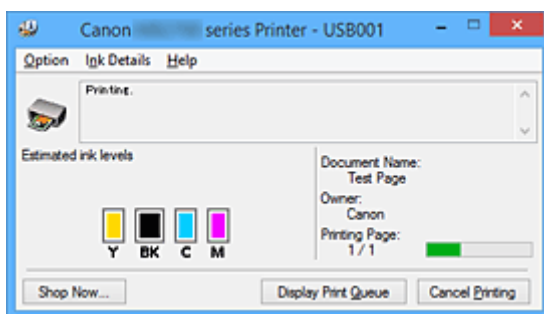 Canon series Printer - USB001
Option Ink Details Help
Printing.
Estimated ink levels
Y BK C M
Document Name:
Test Page
Owner:
Canon
Printing Page:
1 / 1
Shop Now... Display Print Queue Cancel Printing